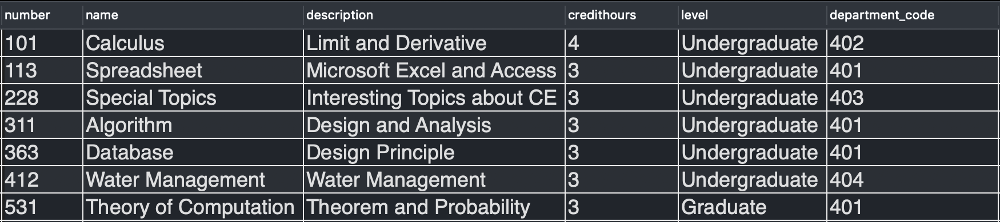 number name description credithours level department_code
101 Calculus Limit and Derivative 4 Undergraduate 402
113 Spreadsheet Microsoft Excel and Access 3 Undergraduate 401
228 Special Topics Interesting Topics about CE 3 Undergraduate 403
311 Algorithm Design and Analysis 3 Undergraduate 401
363 Database Design Principle 3 Undergraduate 401
412 Water Management Water Management 3 Undergraduate 404
531 Theory of Computation Theorem and Probability 3 Graduate 401